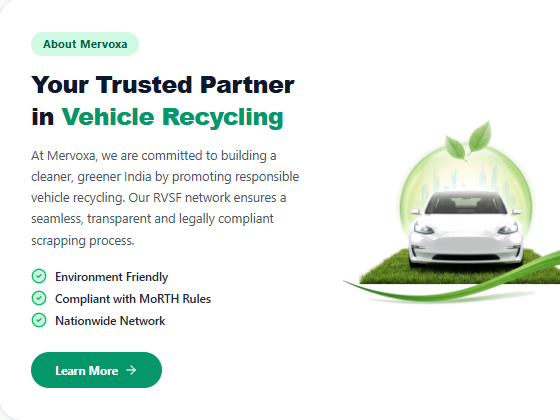 About Mervoxa
Your Trusted Partner
in Vehicle Recycling
At Mervoxa, we are committed to building a
cleaner, greener India by promoting responsible
vehicle recycling. Our RVSF network ensures a
seamless, transparent and legally compliant
scrapping process.
Environment Friendly
Compliant with MoRTH Rules
Nationwide Network
Learn More →